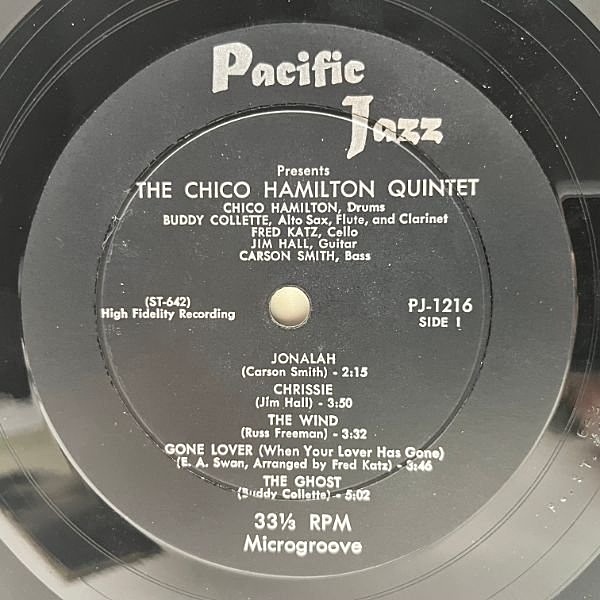 Pacific
Jazz
Presents
THE CHICO HAMILTON QUINTET
CHICO HAMILTON, Drums
BUDDY COLLETTE, Alto Sax, Flute, and Clarinet
FRED KATZ, Cello
JIM HALL, Guitar
CARSON SMITH, Bass
(ST-642)
High Fidelity Recording
PJ-1216
SIDE 1
JONALAH
(Carson Smith) - 2:15
CHRISSIE
(Jim Hall) - 3:50
THE WIND
(Russ Freeman) - 3:32
GONE LOVER (When Your Lover Has Gone)
(E. A. Swan, Arranged by Fred Katz) - 3:46
THE GHOST
(Buddy Collette) - 5:02
33⅓ RPM
Microgroove